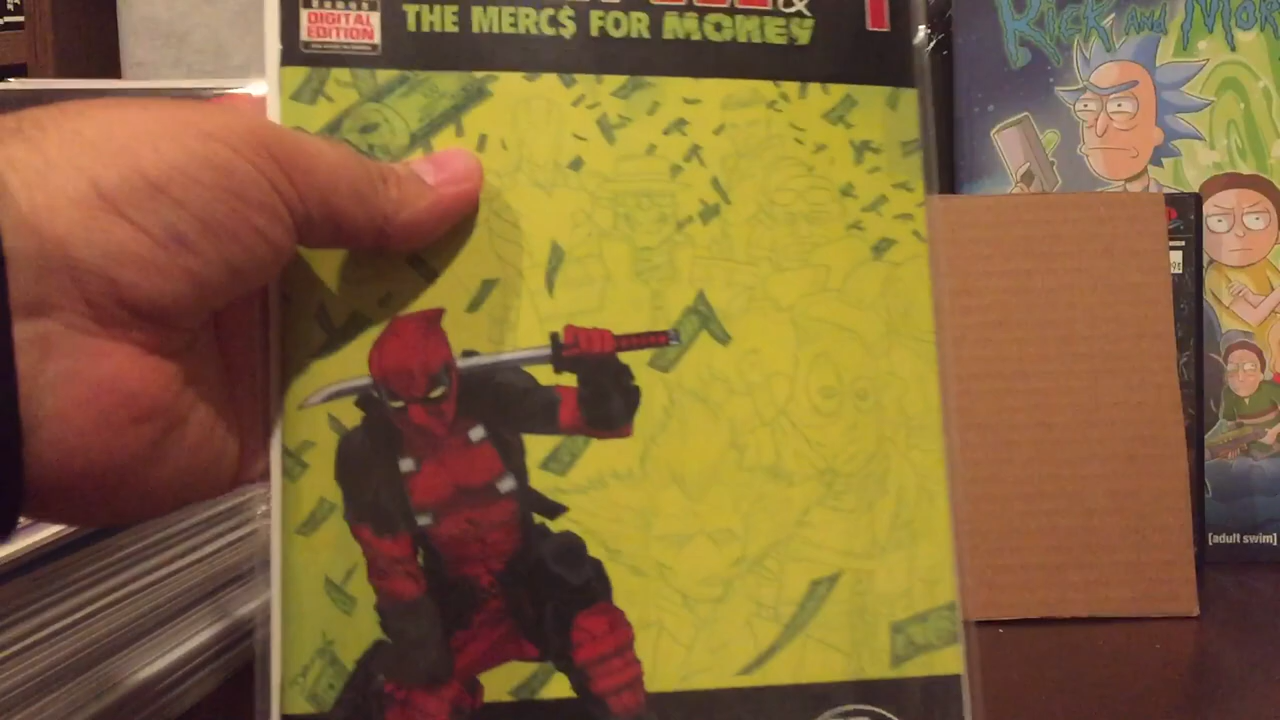 DIGITAL
EDITION
&
THE MERC$ FOR MONEY
RICK AND MOR
[adult swim]